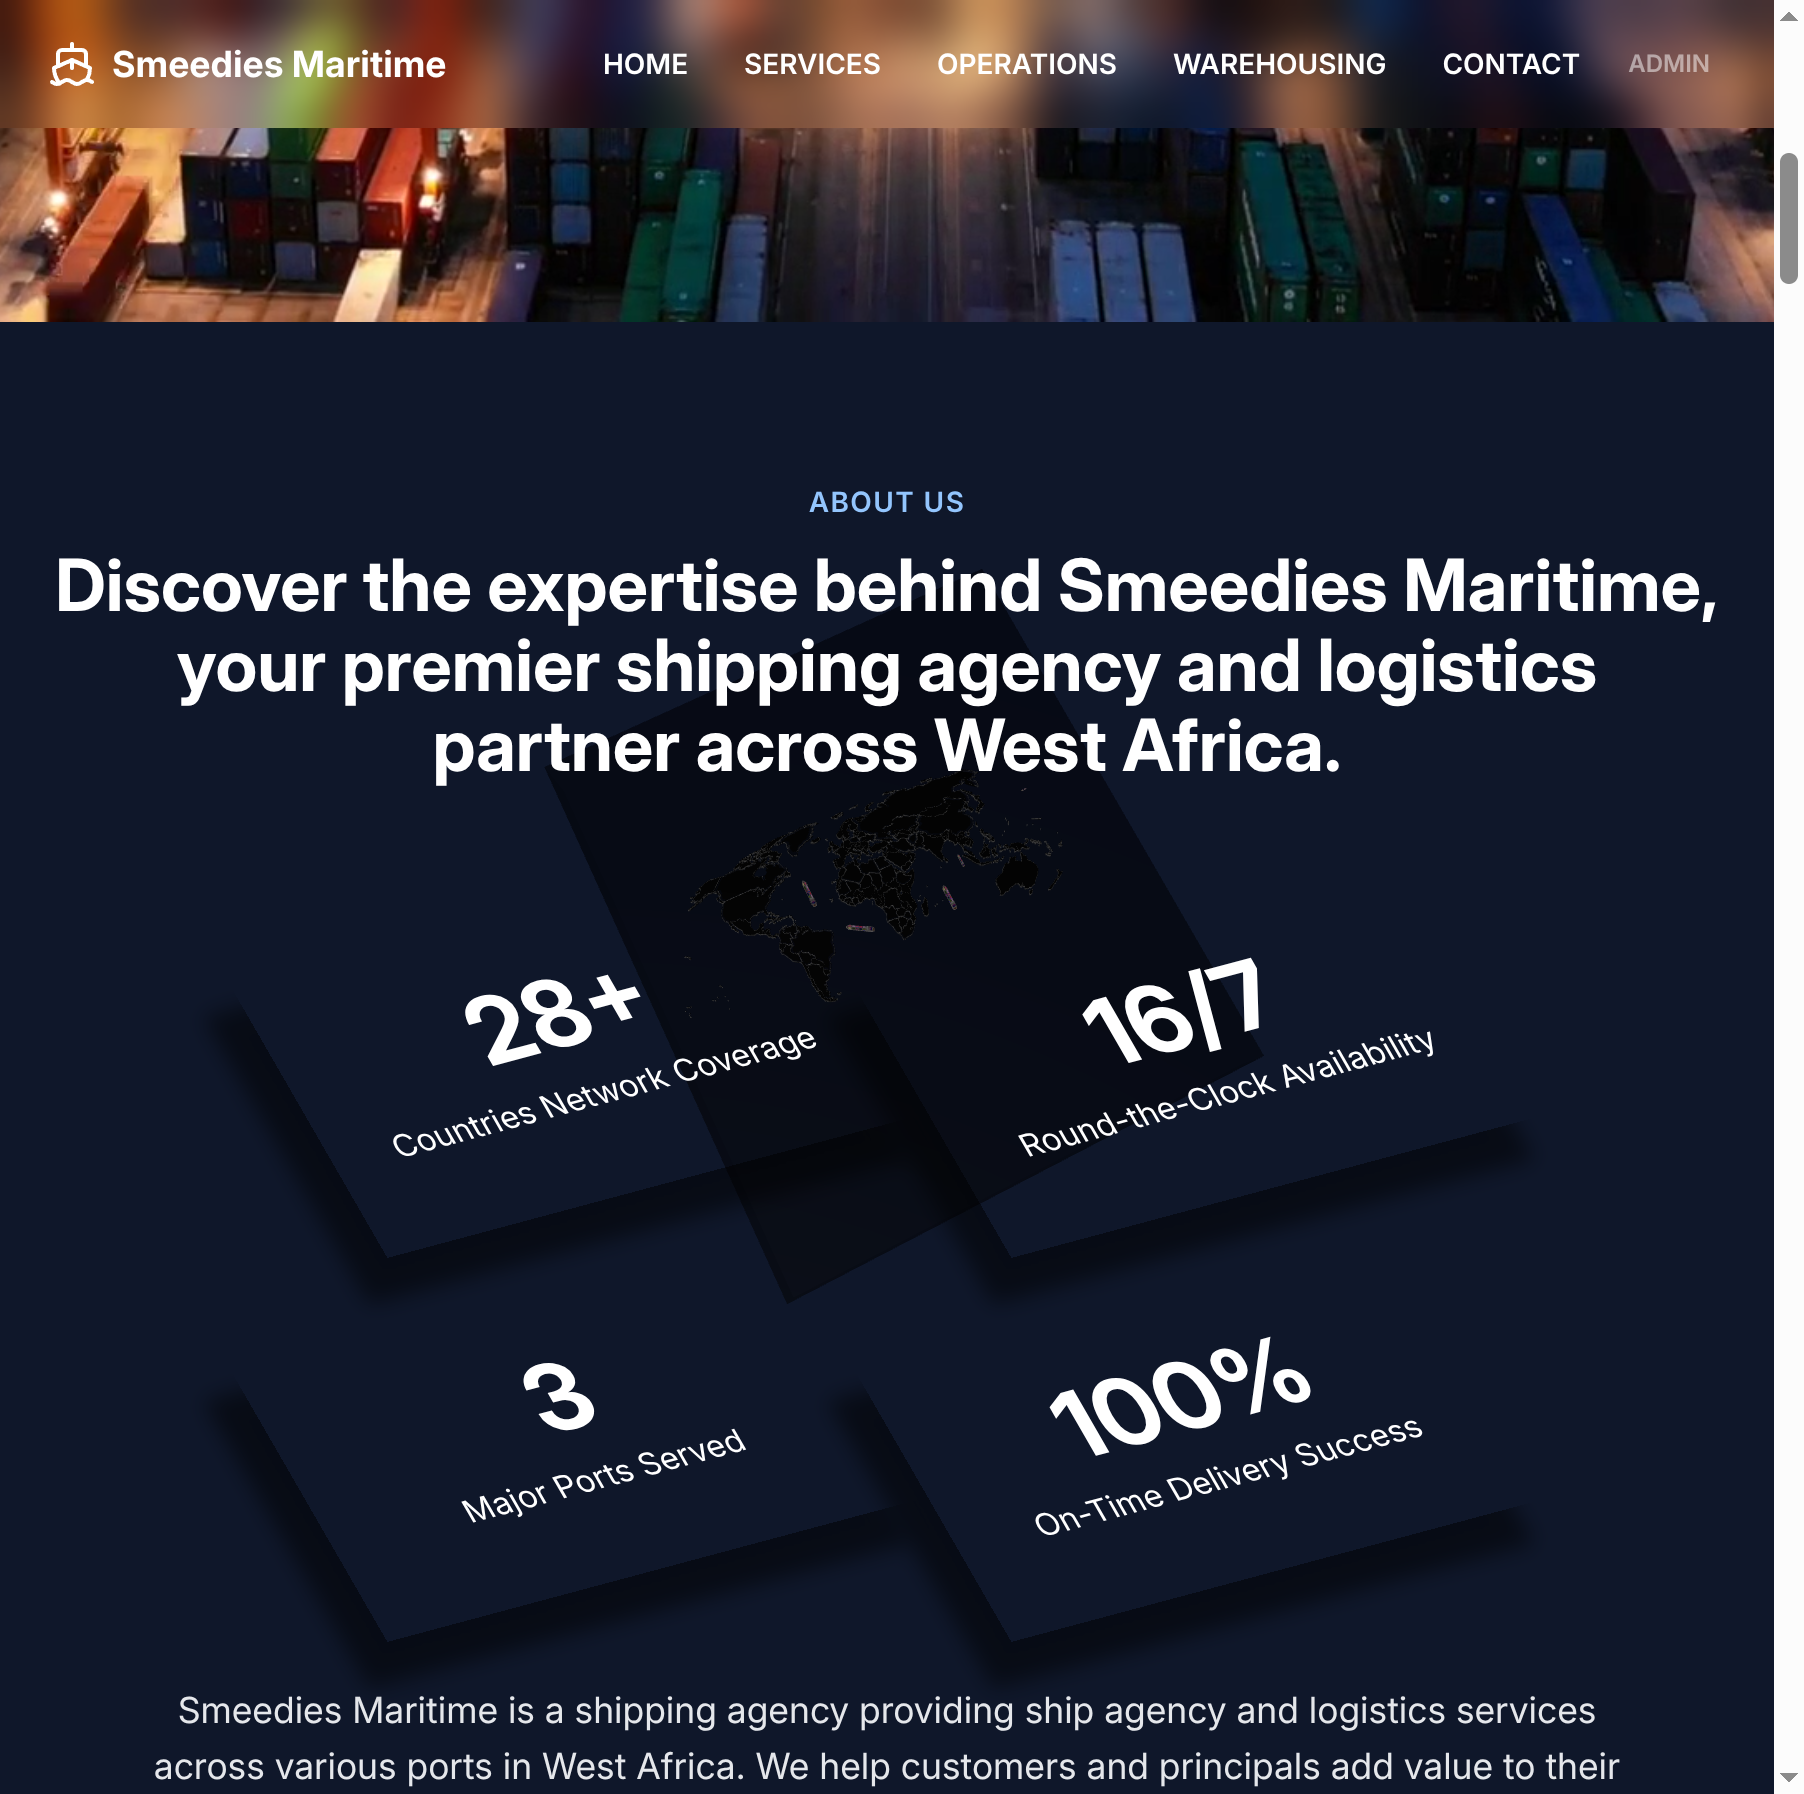 Smeedies Maritime
HOME
SERVICES
OPERATIONS
WAREHOUSING
CONTACT
ADMIN
ABOUT US
Discover the expertise behind Smeedies Maritime,
your premier shipping agency and logistics
partner across West Africa.
28+
Countries Network Coverage
16/7
Round-the-Clock Availability
3
Major Ports Served
100%
On-Time Delivery Success
Smeedies Maritime is a shipping agency providing ship agency and logistics services
across various ports in West Africa. We help customers and principals add value to their